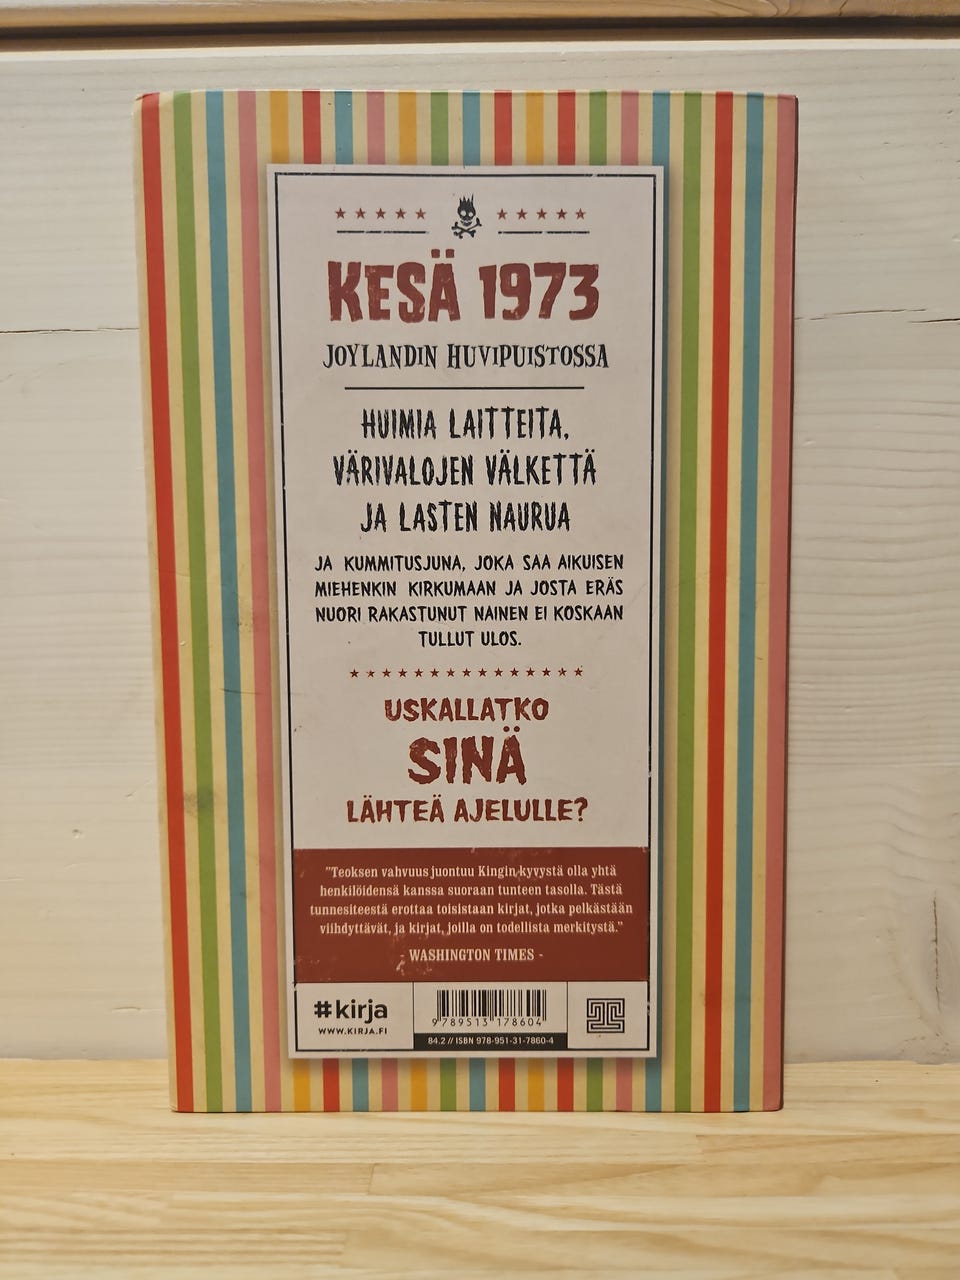 KESÄ 1973
JOYLANDIN HUVIPUISTOSSA
HUIMIA LAITTEITA,
VÄRIVALOJEN VÄLKETTÄ
JA LASTEN NAURUA
JA KUMMITUSJUNA, JOKA SAA AIKUISEN
MIEHENKIN KIRKUMAAN JA JOSTA ERÄS
NUORI RAKASTUNUT NAINEN EI KOSKAAN
TULLUT ULOS.
USKALLATKO
SINÄ
LÄHTEÄ AJELULLE?
"Teoksen vahvuus juontuu Kingin kyvystä olla yhtä
henkilöidensä kanssa suoraan tunteen tasolla. Tästä
tunnesiteestä erottaa toisistaan kirjat, jotka pelkästään
viihdyttävät, ja kirjat, joilla on todellista merkitystä."
- WASHINGTON TIMES -
#kirja
WWW.KIRJA.FI
9 789513 178604
84.2 // ISBN 978-951-31-7860-4